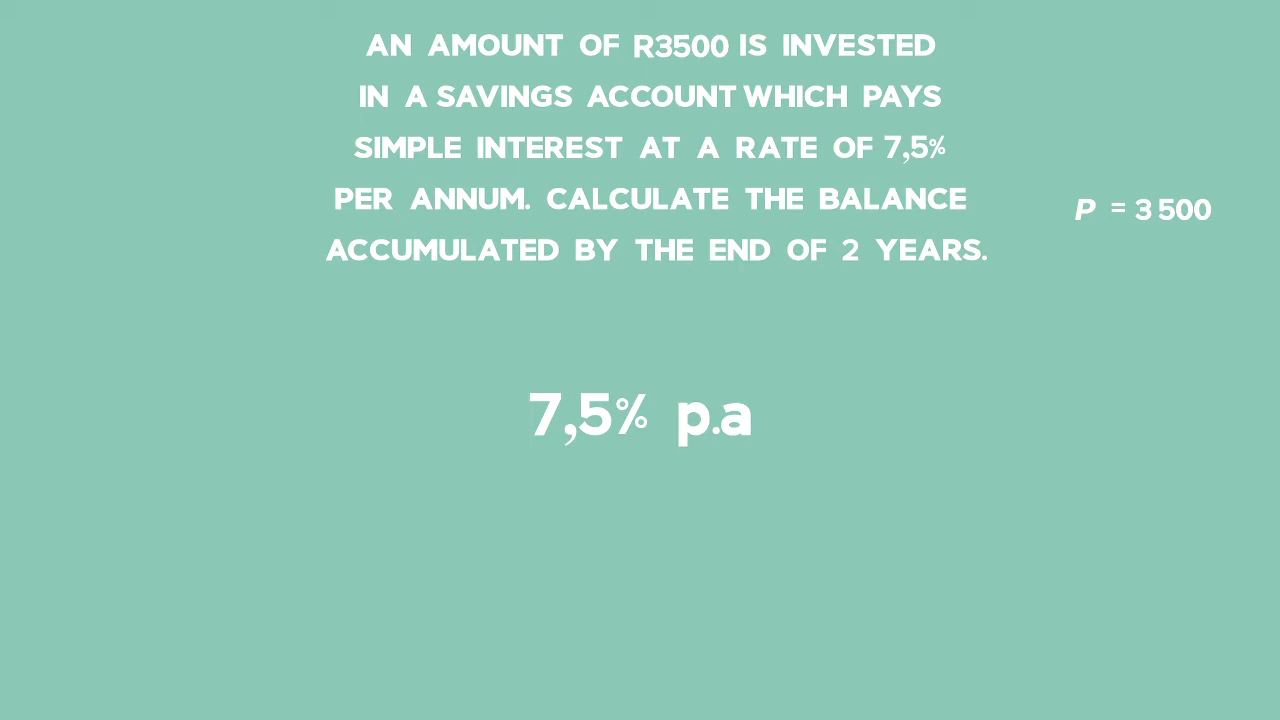 AN AMOUNT OF R3500 IS INVESTED
IN A SAVINGS ACCOUNT WHICH PAYS
SIMPLE INTEREST AT A RATE OF 7,5%
PER ANNUM. CALCULATE THE BALANCE
ACCUMULATED BY THE END OF 2 YEARS.
P = 3 500
7,5% p.a